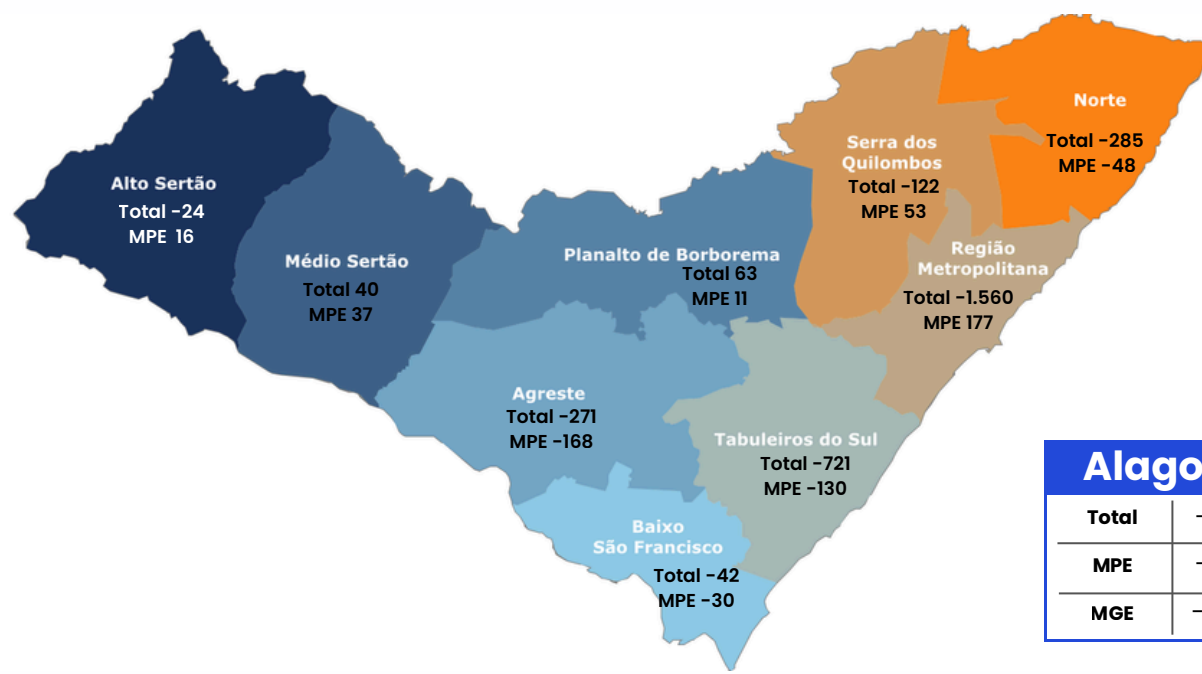 Norte
Total -285
MPE -48
Serra dos
Quilombos
Total -122
MPE 53
Alto Sertão
Total -24
MPE 16
Médio Sertão
Total 40
MPE 37
Planalto de Borborema
Total 63
MPE 11
Região
Metropolitana
Total -1.560
MPE 177
Agreste
Total -271
MPE -168
Tabuleiros do Sul
Total -721
MPE -130
Baixo
São Francisco
Total -42
MPE -30
Alago
Total -
MPE -
MGE -